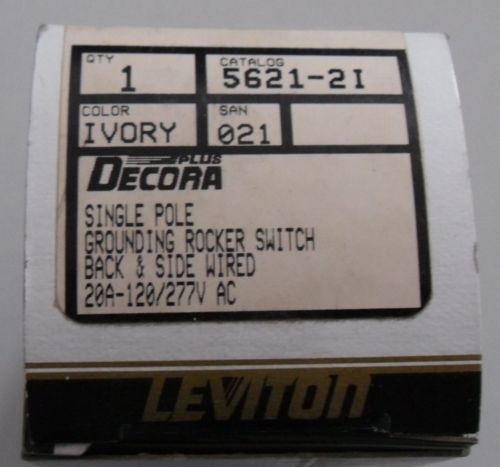 QTY
1
CATALOG
5621-2I
COLOR
IVORY
SAN
021
PLUS
DECORA
SINGLE POLE
GROUNDING ROCKER SWITCH
BACK & SIDE WIRED
20A-120/277V AC
LEVITON